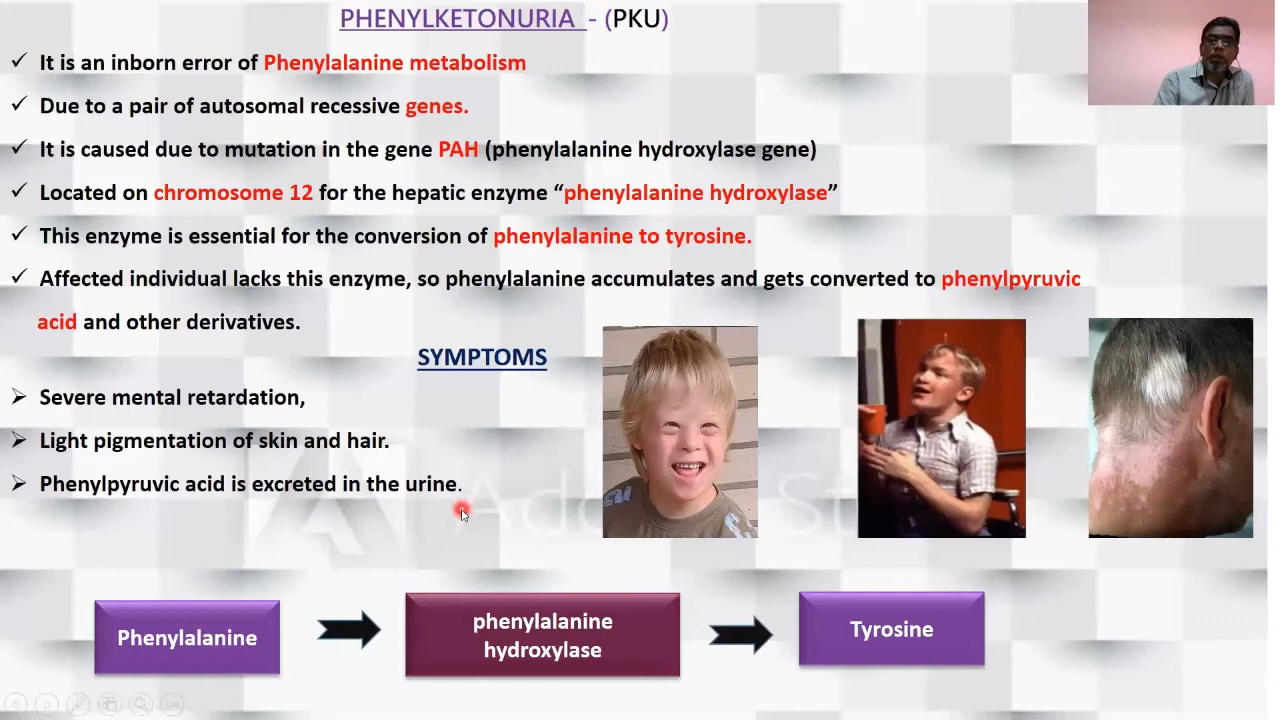 PHENYLKETONURIA - (PKU)
✓ It is an inborn error of Phenylalanine metabolism
✓ Due to a pair of autosomal recessive genes.
✓ It is caused due to mutation in the gene PAH (phenylalanine hydroxylase gene)
✓ Located on chromosome 12 for the hepatic enzyme “phenylalanine hydroxylase”
✓ This enzyme is essential for the conversion of phenylalanine to tyrosine.
✓ Affected individual lacks this enzyme, so phenylalanine accumulates and gets converted to phenylpyruvic
acid and other derivatives.
SYMPTOMS
➢ Severe mental retardation,
➢ Light pigmentation of skin and hair.
➢ Phenylpyruvic acid is excreted in the urine.
Phenylalanine
phenylalanine
hydroxylase
Tyrosine